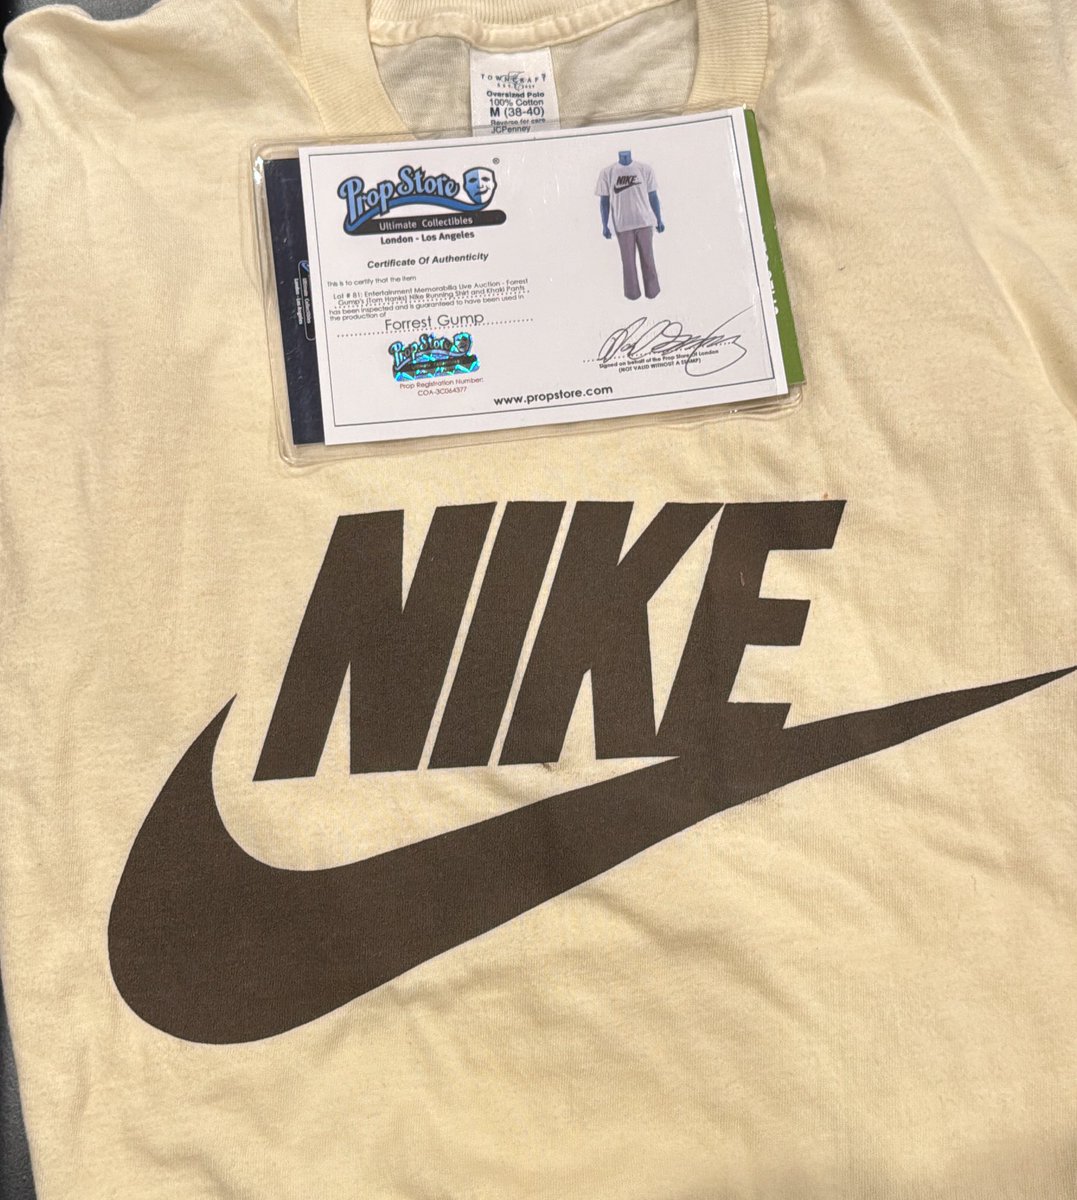 TOWNCRAFT
Oversized Polo
100% Cotton
M (38-40)
Reverse for care
JCPenney
Prop Store ®
Ultimate Collectibles
London - Los Angeles
Certificate Of Authenticity
This is to certify that the item
Lot # 81: Entertainment Memorabilia Live Auction - Forrest
Gump's (Tom Hanks) Nike Running Shirt and Khaki Pants
has been inspected and is guaranteed to have been used in
the production of
Forrest Gump
Prop Store
Prop Registration Number:
COA-3C064377
NIKE
Signed on behalf of the Prop Store of London
(NOT VALID WITHOUT A STAMP)
www.propstore.com
NIKE